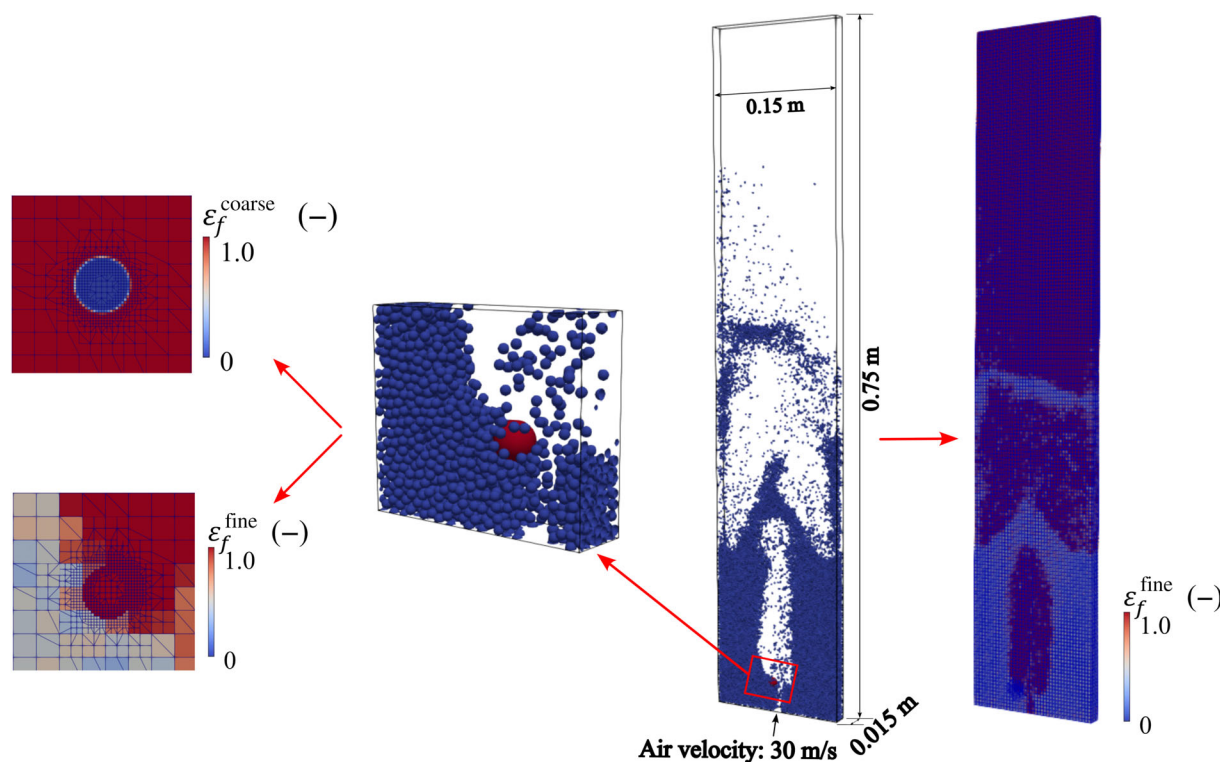 0.15 m
ε_f^coarse (−)
1.0
0
0.75 m
ε_f^fine (−)
1.0
0
ε_f^fine (−)
1.0
0
0.015 m
Air velocity: 30 m/s